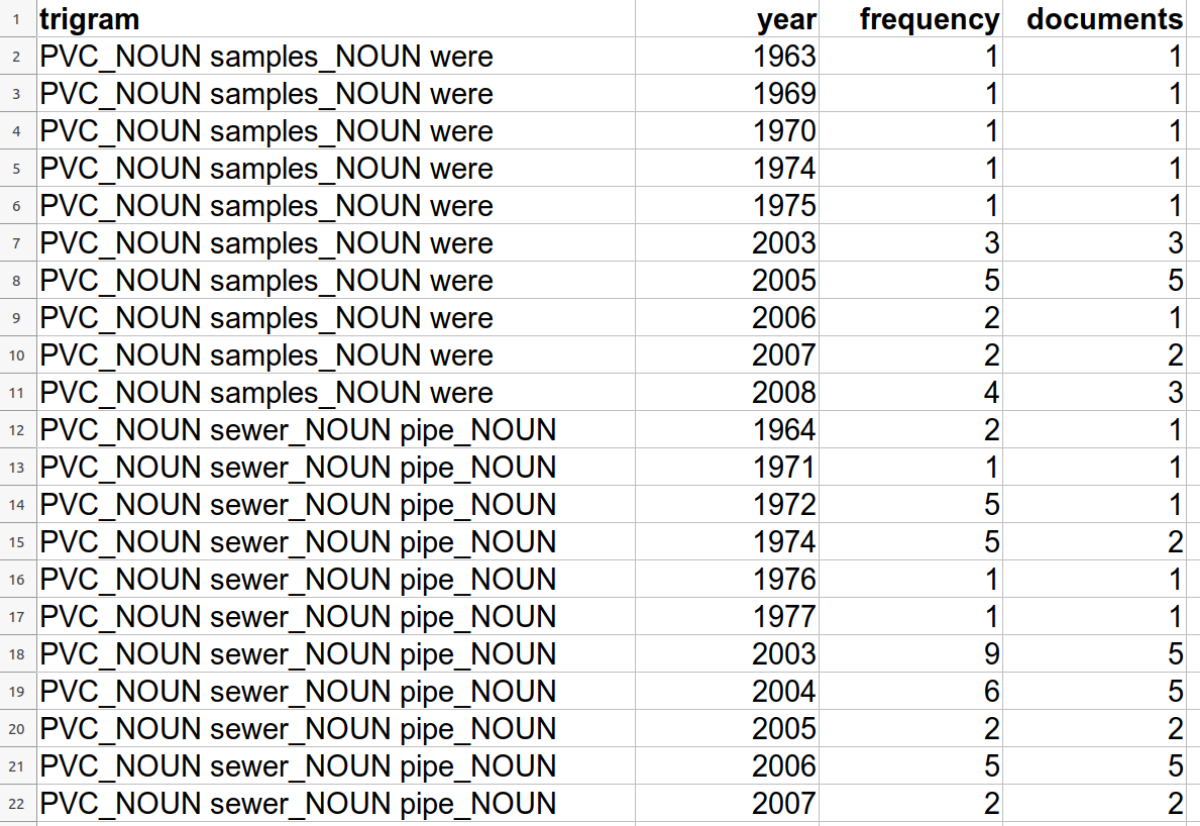 1 trigram year frequency documents
2 PVC_NOUN samples_NOUN were 1963 1 1
3 PVC_NOUN samples_NOUN were 1969 1 1
4 PVC_NOUN samples_NOUN were 1970 1 1
5 PVC_NOUN samples_NOUN were 1974 1 1
6 PVC_NOUN samples_NOUN were 1975 1 1
7 PVC_NOUN samples_NOUN were 2003 3 3
8 PVC_NOUN samples_NOUN were 2005 5 5
9 PVC_NOUN samples_NOUN were 2006 2 1
10 PVC_NOUN samples_NOUN were 2007 2 2
11 PVC_NOUN samples_NOUN were 2008 4 3
12 PVC_NOUN sewer_NOUN pipe_NOUN 1964 2 1
13 PVC_NOUN sewer_NOUN pipe_NOUN 1971 1 1
14 PVC_NOUN sewer_NOUN pipe_NOUN 1972 5 1
15 PVC_NOUN sewer_NOUN pipe_NOUN 1974 5 2
16 PVC_NOUN sewer_NOUN pipe_NOUN 1976 1 1
17 PVC_NOUN sewer_NOUN pipe_NOUN 1977 1 1
18 PVC_NOUN sewer_NOUN pipe_NOUN 2003 9 5
19 PVC_NOUN sewer_NOUN pipe_NOUN 2004 6 5
20 PVC_NOUN sewer_NOUN pipe_NOUN 2005 2 2
21 PVC_NOUN sewer_NOUN pipe_NOUN 2006 5 5
22 PVC_NOUN sewer_NOUN pipe_NOUN 2007 2 2